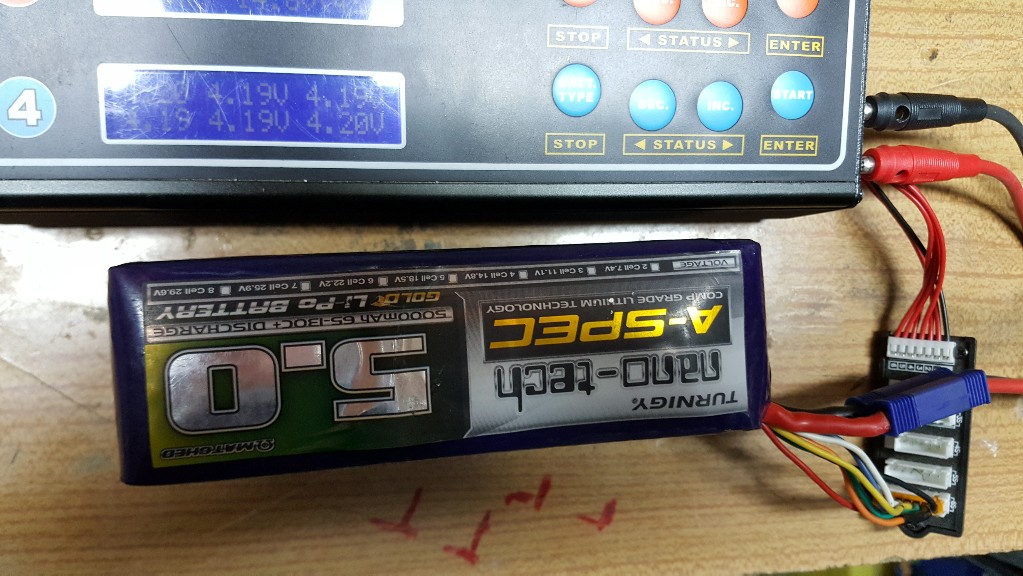 STOP
◄ STATUS ►
ENTER
4
4.19V
4.19 4.19V 4.20V
BATT.
TYPE
DEC.
INC.
START
STOP
◄ STATUS ►
ENTER
TURNIGY®
nano-tech
A-SPEC
COMP GRADE LITHIUM TECHNOLOGY
Ω MATCHED
5.0
5000mAh 65-130C+ DISCHARGE
GOLD Li-Po BATTERY
VOLTAGE 2 Cell 7.4V 3 Cell 11.1V 4 Cell 14.8V 5 Cell 18.5V 6 Cell 22.2V 7 Cell 25.9V 8 Cell 29.6V